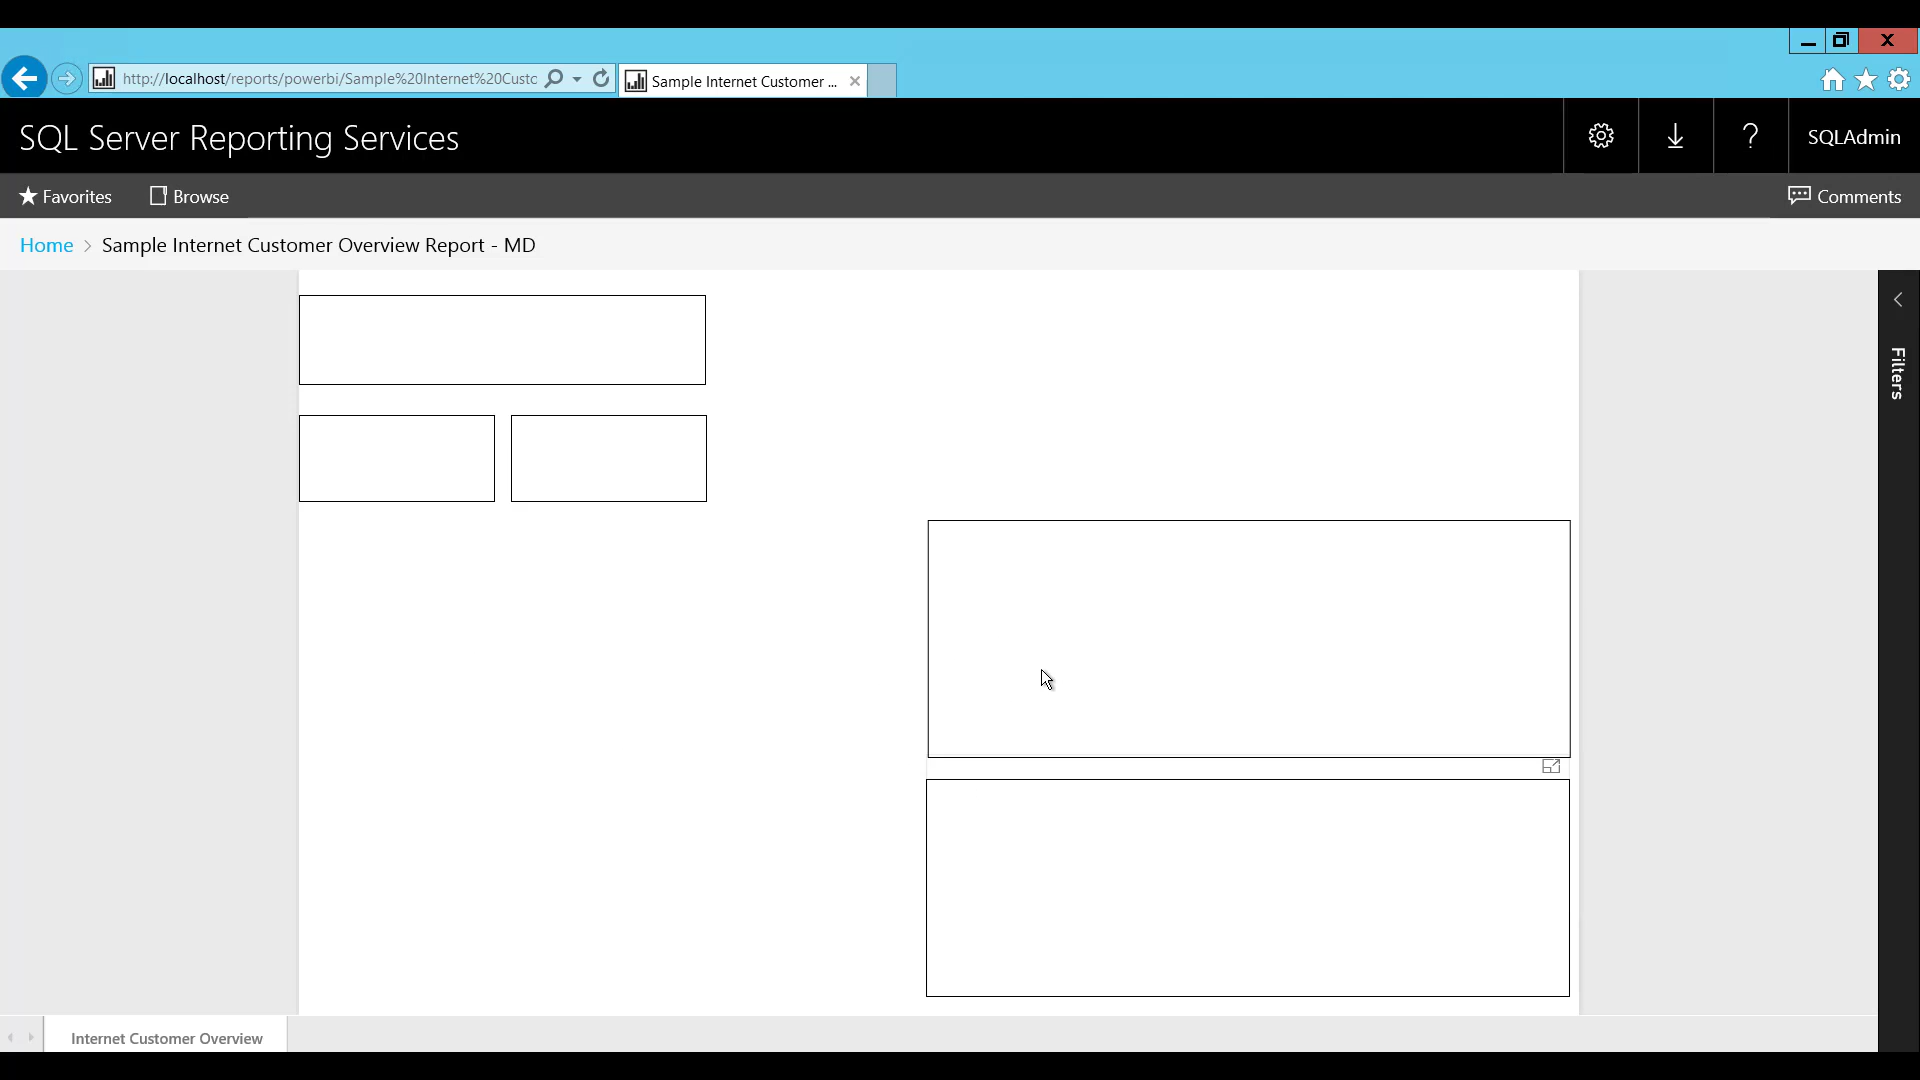 http://localhost/reports/powerbi/Sample%20Internet%20Custo
Sample Internet Customer ...
SQL Server Reporting Services
SQLAdmin
Favorites
Browse
Comments
Home > Sample Internet Customer Overview Report - MD
Filters
Internet Customer Overview